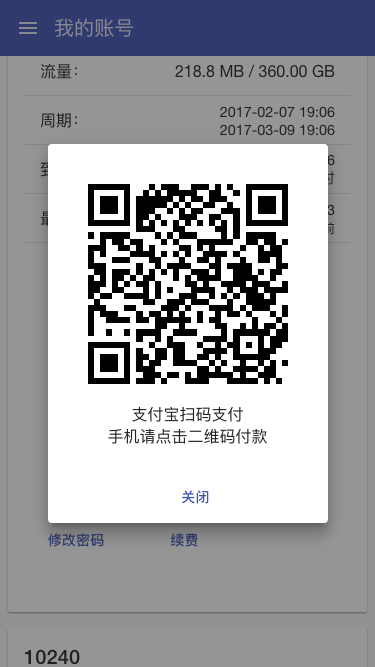 我的账号
流量：
218.8 MB / 360.00 GB
周期：
2017-02-07 19:06
2017-03-09 19:06
支付宝扫码支付
手机请点击二维码付款
关闭
修改密码
续费
10240